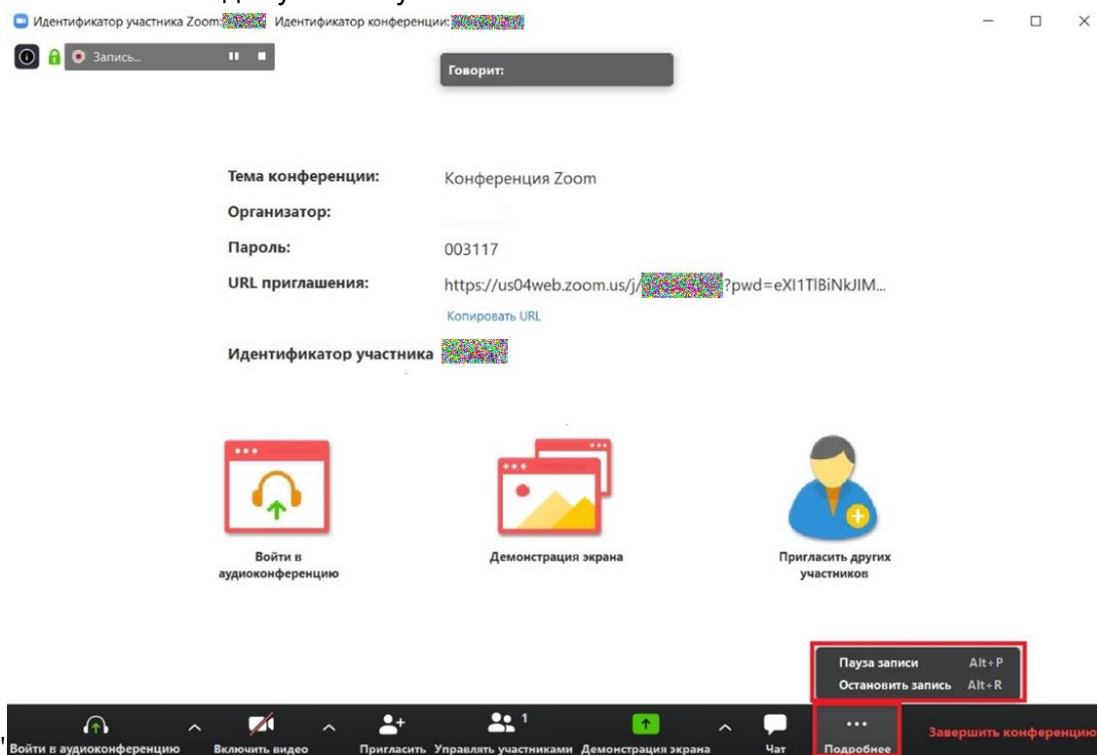 Идентификатор участника Zoom: Идентификатор конференции:
Запись...
Говорит:
Тема конференции: Конференция Zoom
Организатор:
Пароль: 003117
URL приглашения: https://us04web.zoom.us/j/ ?pwd=eXI1TlBiNkJIM...
Копировать URL
Идентификатор участника
Войти в
аудиоконференцию
Демонстрация экрана
Пригласить других
участников
Пауза записи Alt+P
Остановить запись Alt+R
1
Войти в аудиоконференцию Включить видео Пригласить Управлять участниками Демонстрация экрана Чат Подробнее Завершить конференцию